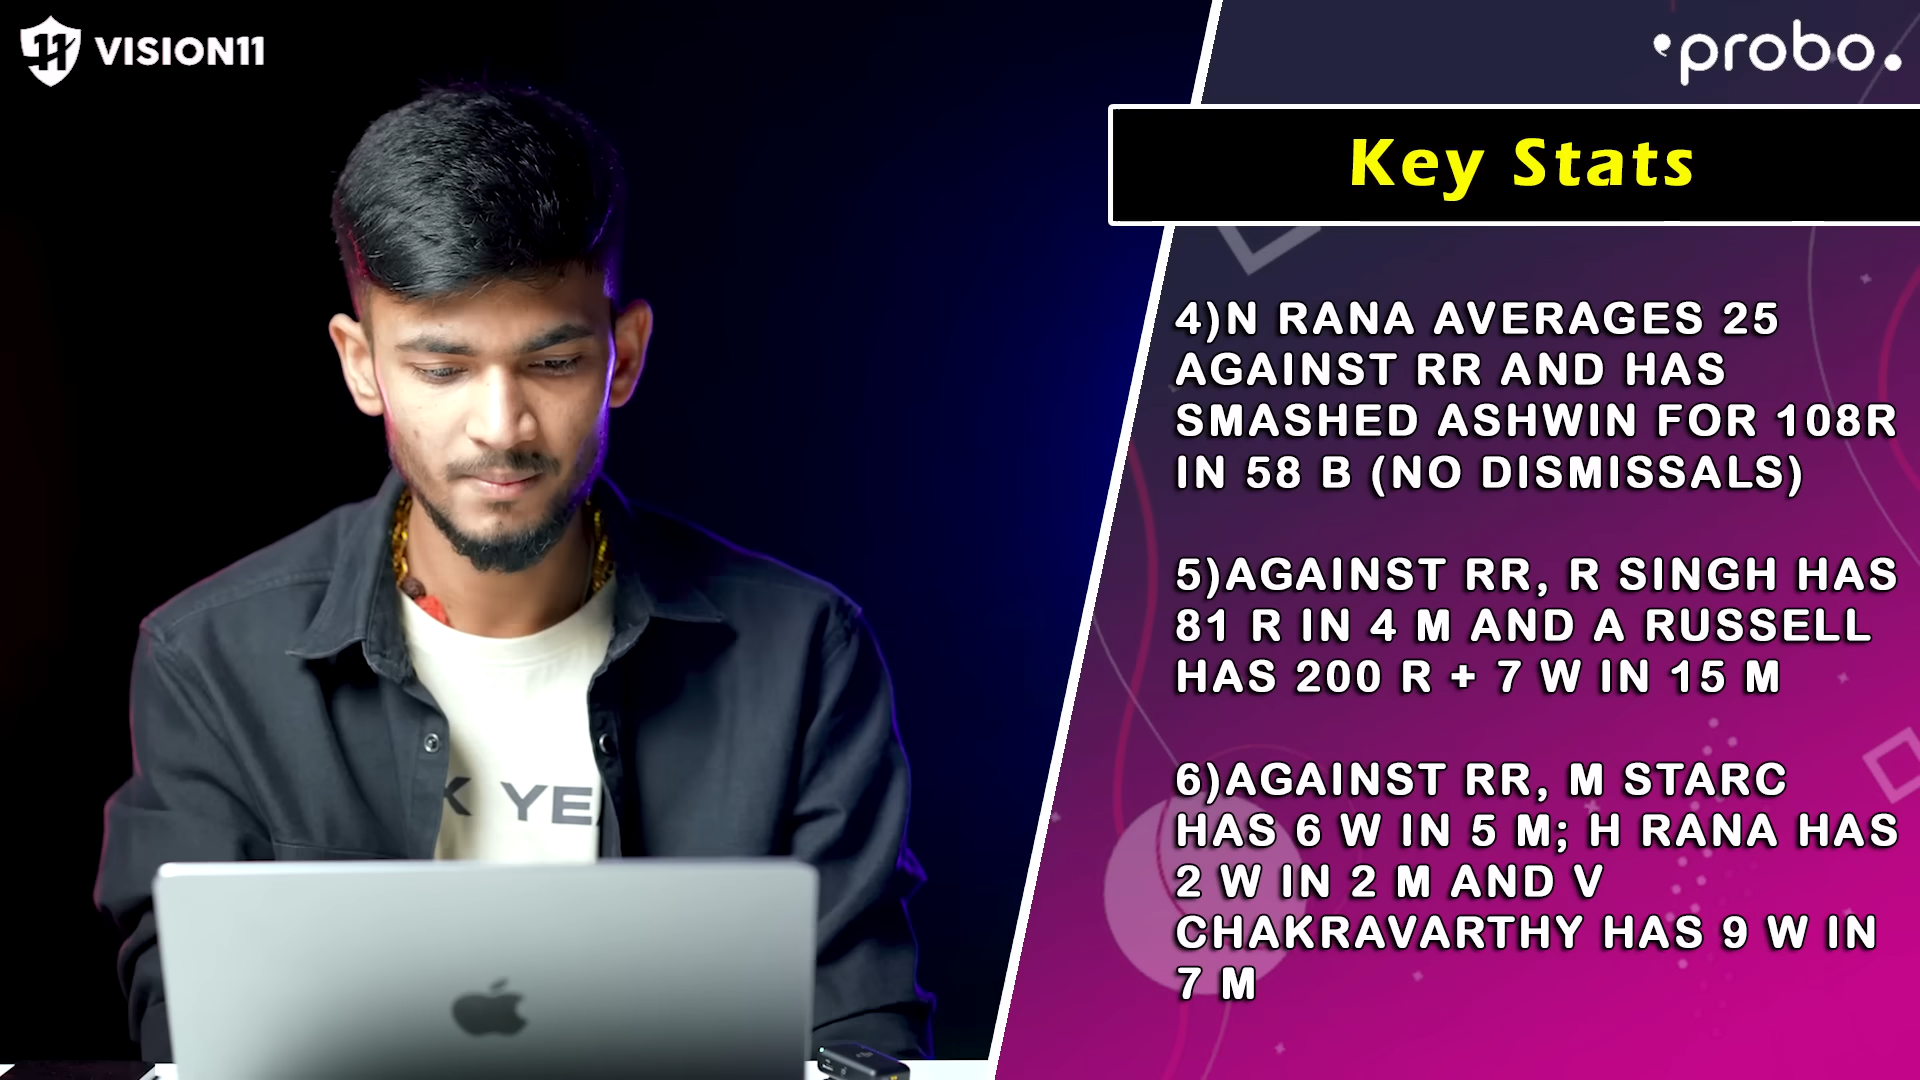 VISION11
probo.
Key Stats
4)N RANA AVERAGES 25
AGAINST RR AND HAS
SMASHED ASHWIN FOR 108R
IN 58 B (NO DISMISSALS)
5)AGAINST RR, R SINGH HAS
81 R IN 4 M AND A RUSSELL
HAS 200 R + 7 W IN 15 M
6)AGAINST RR, M STARC
HAS 6 W IN 5 M; H RANA HAS
2 W IN 2 M AND V
CHAKRAVARTHY HAS 9 W IN
7 M
K YE